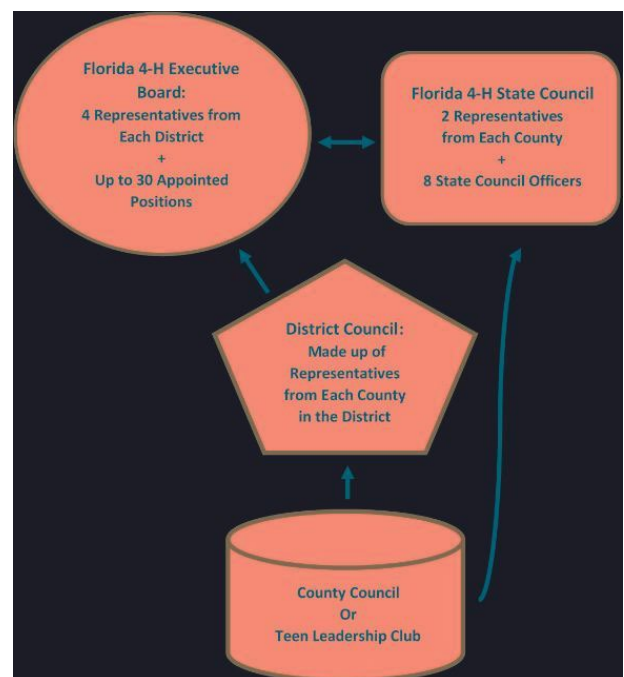 Florida 4-H Executive
Board:
4 Representatives from
Each District
+
Up to 30 Appointed
Positions
Florida 4-H State Council
2 Representatives
from Each County
+
8 State Council Officers
District Council:
Made up of
Representatives
from Each County
in the District
County Council
Or
Teen Leadership Club